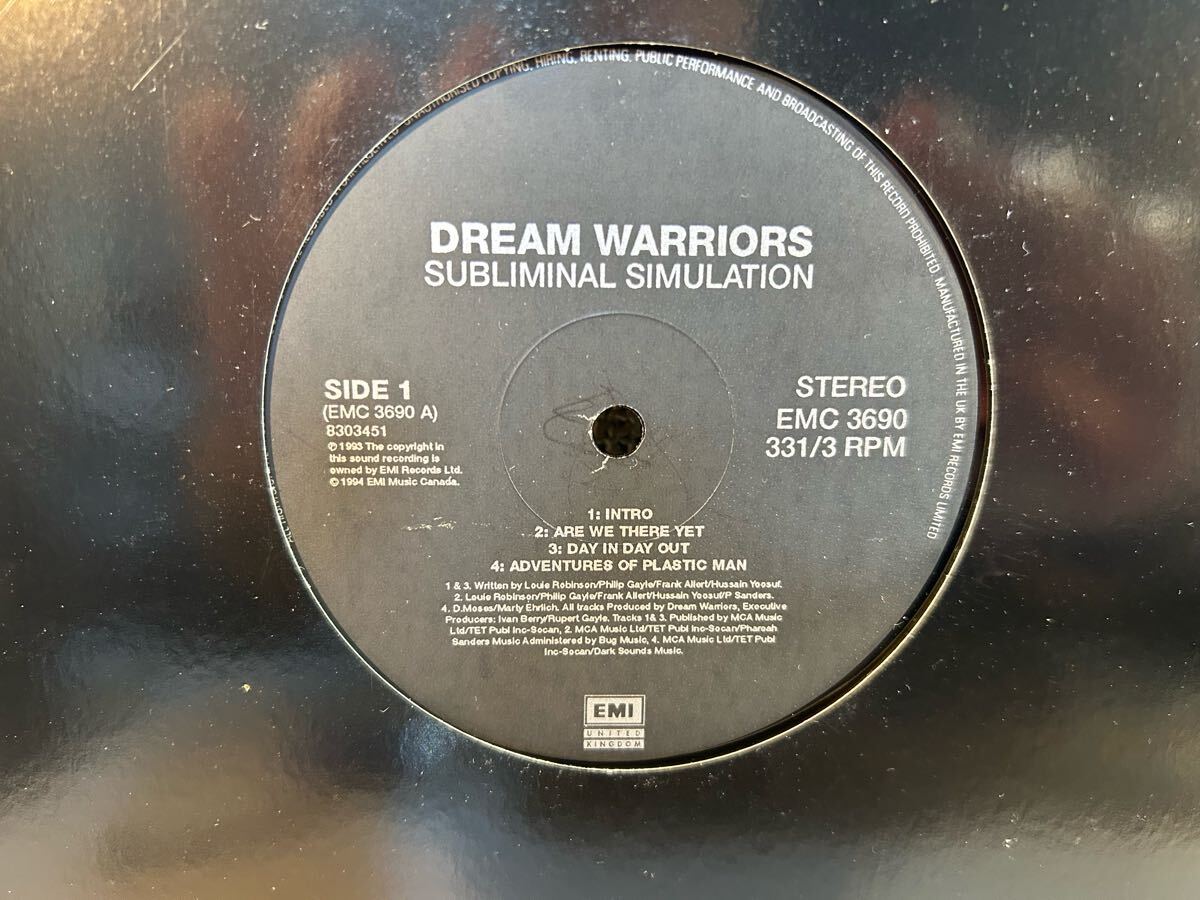 UNAUTHORISED COPYING, HIRING, RENTING, PUBLIC PERFORMANCE AND BROADCASTING OF THIS RECORD PROHIBITED. MANUFACTURED IN THE UK BY EMI RECORDS LIMITED
DREAM WARRIORS
SUBLIMINAL SIMULATION
SIDE 1
(EMC 3690 A)
8303451
℗ 1993 The copyright in
this sound recording is
owned by EMI Records Ltd.
© 1994 EMI Music Canada.
STEREO
EMC 3690
331/3 RPM
1: INTRO
2: ARE WE THERE YET
3: DAY IN DAY OUT
4: ADVENTURES OF PLASTIC MAN
1 & 3. Written by Louie Robinson/Philip Gayle/Frank Allert/Hussain Yoosuf.
2. Louie Robinson/Philip Gayle/Frank Allert/Hussain Yoosuf/P Sanders.
4. D.Moses/Marty Ehrlich. All tracks Produced by Dream Warriors, Executive
Producers: Ivan Berry/Rupert Gayle. Tracks 1& 3. Published by MCA Music
Ltd/TET Publ Inc-Socan, 2. MCA Music Ltd/TET Publ Inc-Socan/Pharoah
Sanders Music Administered by Bug Music, 4. MCA Music Ltd/TET Publ
Inc-Socan/Dark Sounds Music.
EMI
UNITED
KINGDOM